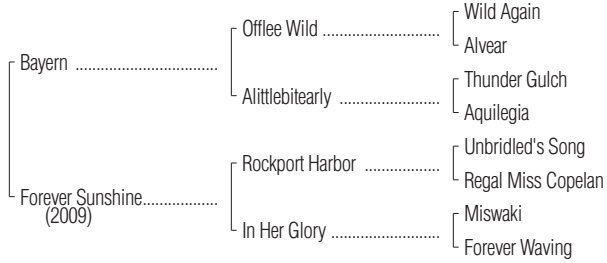 Wild Again
Offlee Wild ........................
Alvear
Bayern .............................
Thunder Gulch
Alittlebitearly ....................
Aquilegia
Unbridled's Song
Rockport Harbor ...............
Regal Miss Copelan
Forever Sunshine...............
(2009)
Miswaki
In Her Glory ......................
Forever Waving